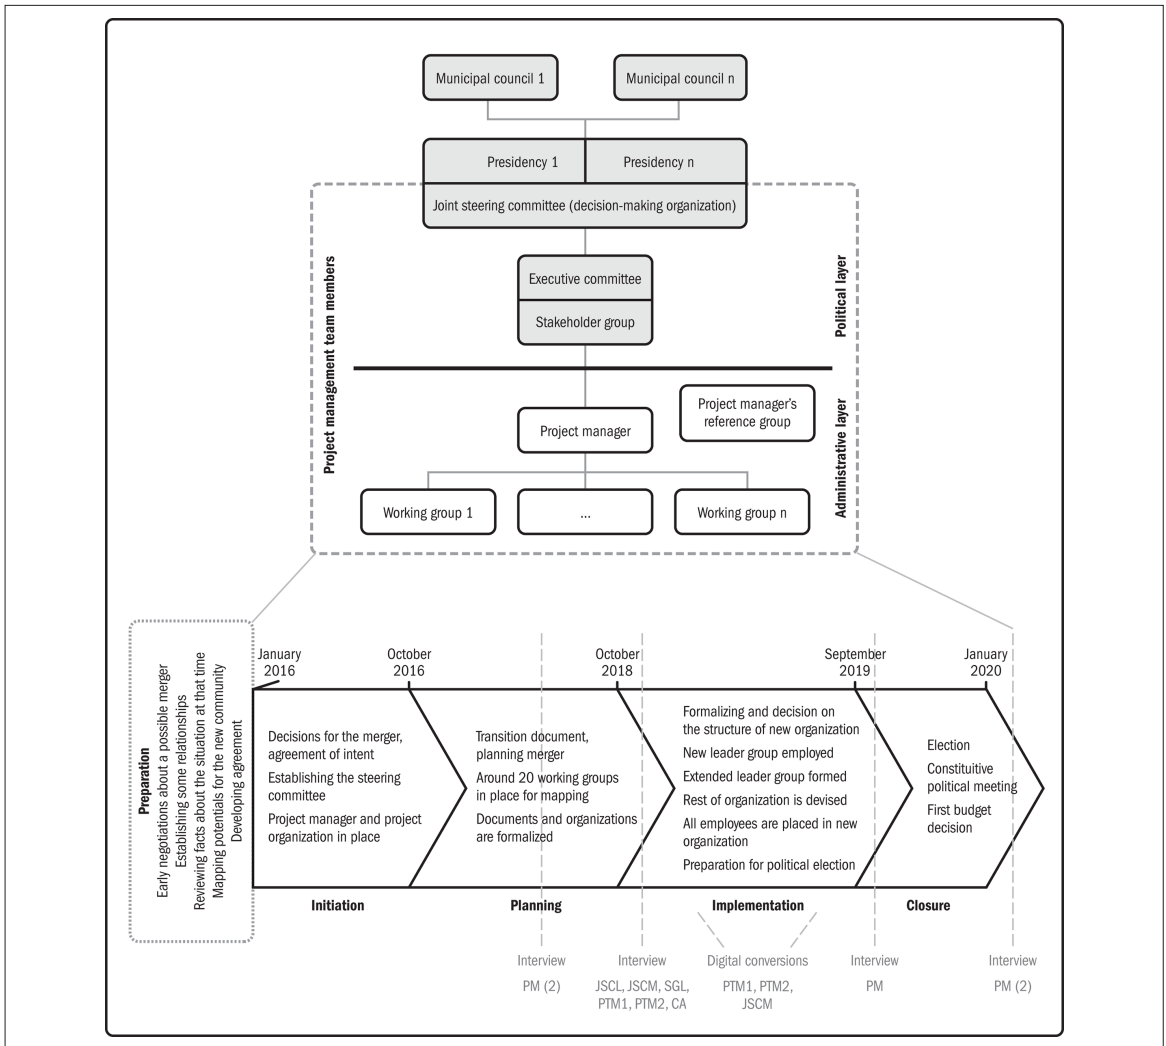 Municipal council 1
Municipal council n
Presidency 1
Presidency n
Joint steering committee (decision-making organization)
Executive committee
Stakeholder group
Project management team members
Political layer
Administrative layer
Project manager
Project manager's
reference group
Working group 1
...
Working group n
Preparation
Early negotiations about a possible merger
Establishing some relationships
Reviewing facts about the situation at that time
Mapping potentials for the new community
Developing agreement
January
2016
October
2016
October
2018
September
2019
January
2020
Decisions for the merger,
agreement of intent
Establishing the steering
committee
Project manager and project
organization in place
Transition document,
planning merger
Around 20 working groups
in place for mapping
Documents and organizations
are formalized
Formalizing and decision on
the structure of new organization
New leader group employed
Extended leader group formed
Rest of organization is devised
All employees are placed in new
organization
Preparation for political election
Election
Constituitive
political meeting
First budget
decision
Initiation
Planning
Implementation
Closure
Interview
PM (2)
Interview
JSCL, JSCM, SGL,
PTM1, PTM2, CA
Digital conversions
PTM1, PTM2,
JSCM
Interview
PM
Interview
PM (2)